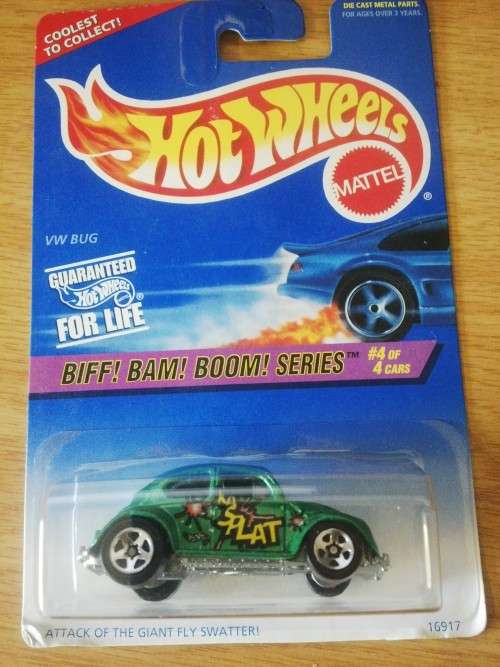 COOLEST
TO COLLECT!
DIE CAST METAL PARTS.
FOR AGES OVER 3 YEARS.
HOT WHEELS
MATTEL
®
VW BUG
GUARANTEED
Hot Wheels ®
FOR LIFE
BIFF! BAM! BOOM! SERIES™
#4 OF
4 CARS
SPLAT
ATTACK OF THE GIANT FLY SWATTER!
16917